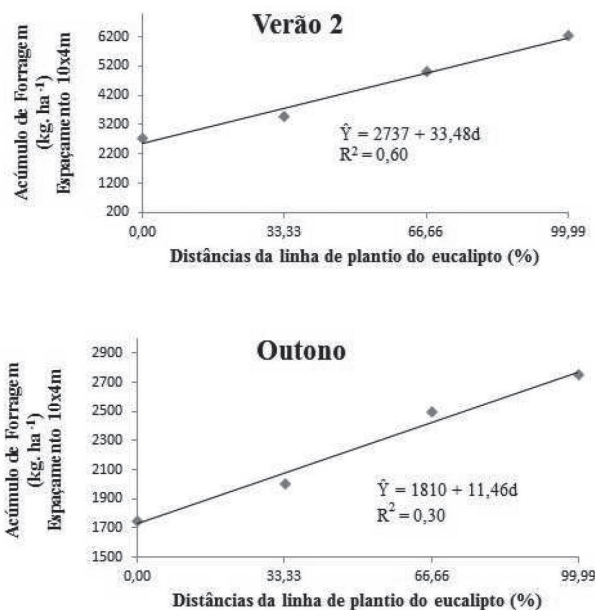 Verão 2
Acúmulo de Forragem
(kg. ha⁻¹)
Espaçamento 10x4m
6200
5200
4200
3200
2200
1200
200
Ŷ = 2737 + 33,48d
R² = 0,60
0,00 33,33 66,66 99,99
Distâncias da linha de plantio do eucalipto (%)
Outono
Acúmulo de Forragem
(kg. ha⁻¹)
Espaçamento 10x4m
2900
2700
2500
2300
2100
1900
1700
1500
Ŷ = 1810 + 11,46d
R² = 0,30
0,00 33,33 66,66 99,99
Distâncias da linha de plantio do eucalipto (%)